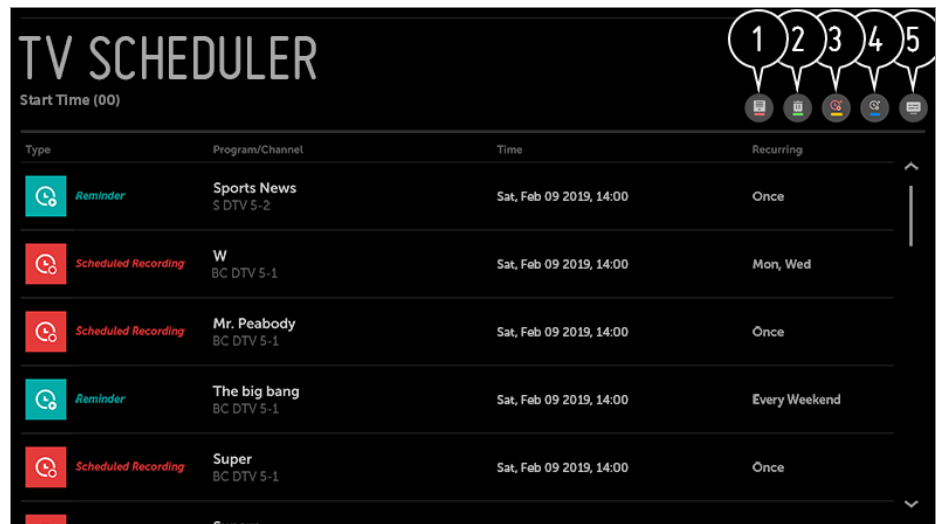 TV SCHEDULER
1 2 3 4 5
Start Time (00)
Type Program/Channel Time Recurring
Reminder Sports News Sat, Feb 09 2019, 14:00 Once
S DTV 5-2
Scheduled Recording W Sat, Feb 09 2019, 14:00 Mon, Wed
BC DTV 5-1
Scheduled Recording Mr. Peabody Sat, Feb 09 2019, 14:00 Once
BC DTV 5-1
Reminder The big bang Sat, Feb 09 2019, 14:00 Every Weekend
BC DTV 5-1
Scheduled Recording Super Sat, Feb 09 2019, 14:00 Once
BC DTV 5-1